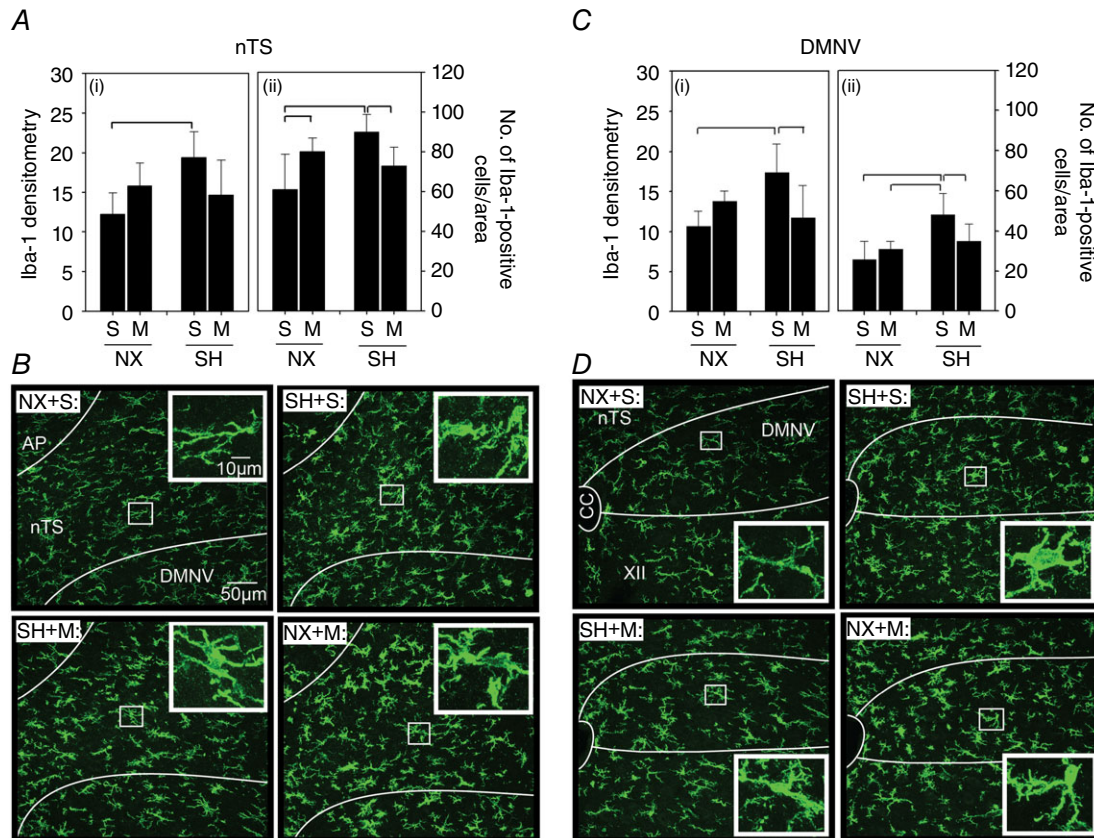 A
nTS
30
25
20
15
10
5
0
Iba-1 densitometry
(i)
(ii)
120
100
80
60
40
20
0
No. of Iba-1-positive
cells/area
S M S M
NX SH
S M S M
NX SH
C
DMNV
30
25
20
15
10
5
0
Iba-1 densitometry
(i)
(ii)
120
100
80
60
40
20
0
No. of Iba-1-positive
cells/area
S M S M
NX SH
S M S M
NX SH
B
NX+S:
AP
10µm
nTS
DMNV
50µm
SH+S:
SH+M:
NX+M:
D
NX+S:
nTS
DMNV
CC
XII
SH+S:
SH+M:
NX+M: